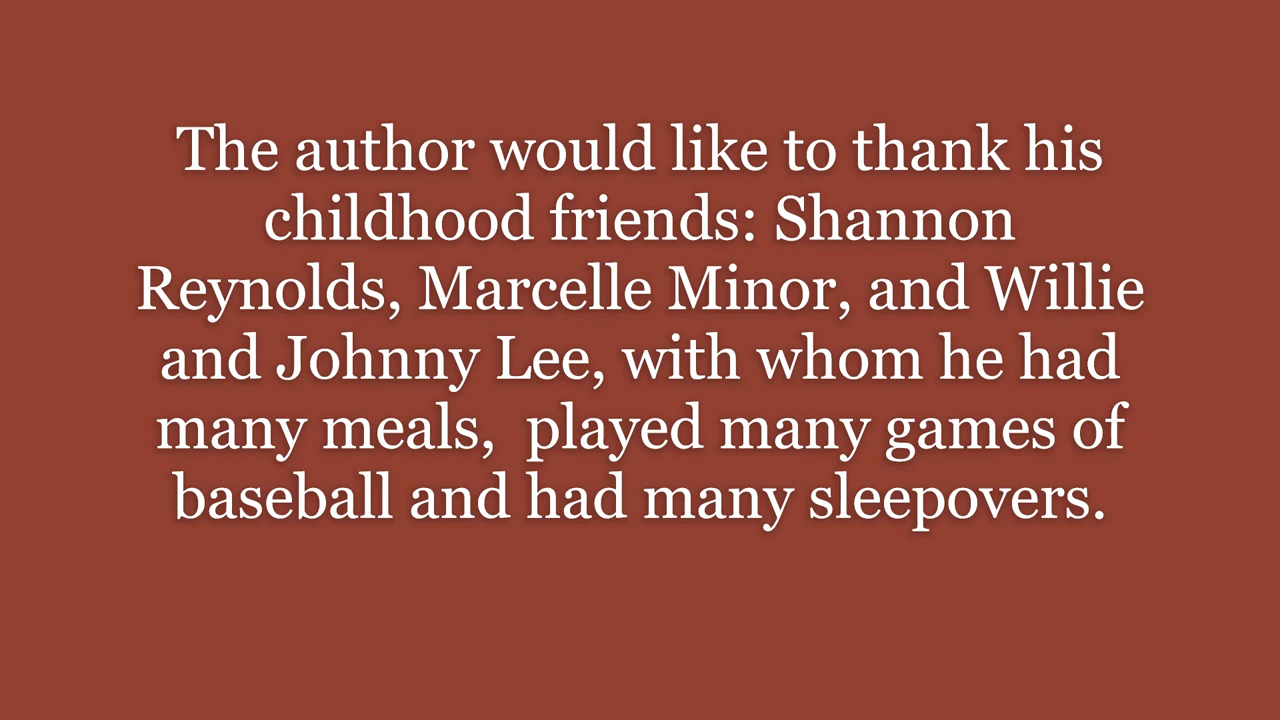 The author would like to thank his
childhood friends: Shannon
Reynolds, Marcelle Minor, and Willie
and Johnny Lee, with whom he had
many meals,  played many games of
baseball and had many sleepovers.